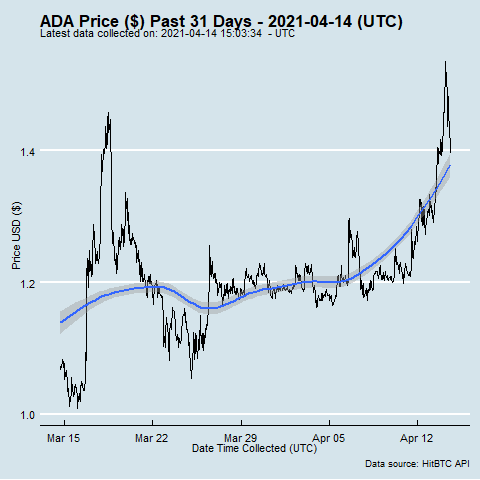 ADA Price ($) Past 31 Days - 2021-04-14 (UTC)
Latest data collected on: 2021-04-14 15:03:34 - UTC
Price USD ($)
1.4
1.2
1.0
Mar 15 Mar 22 Mar 29 Apr 05 Apr 12
Date Time Collected (UTC)
Data source: HitBTC API